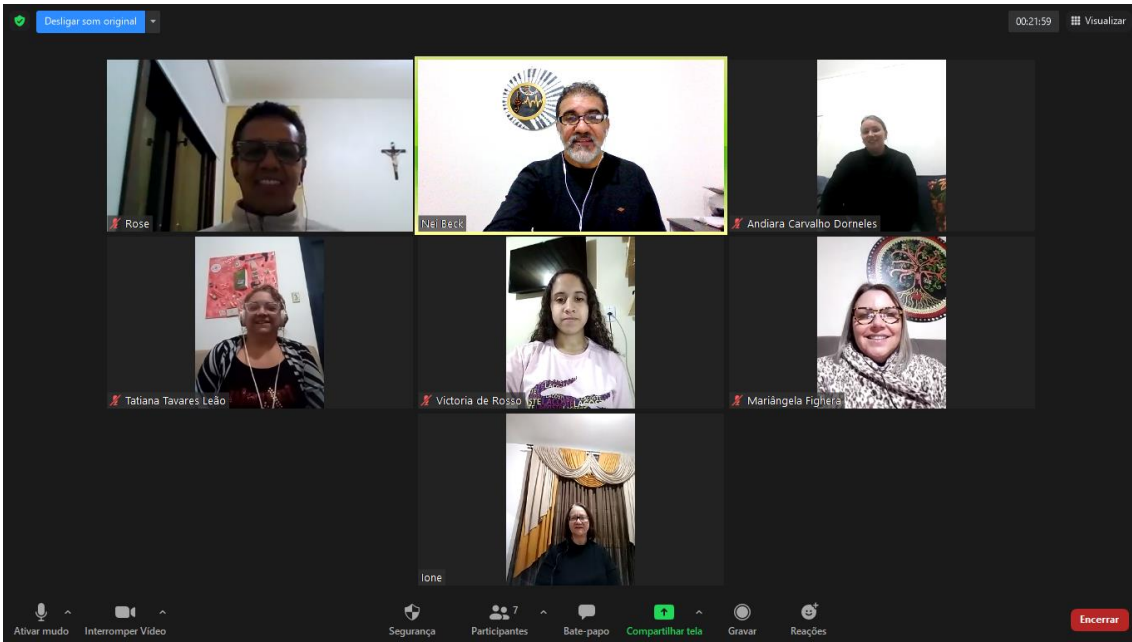 Desligar som original
00:21:59
Visualizar
Rose
Nei Beck
Andiara Carvalho Dorneles
Tatiana Tavares Leão
Victoria de Rosso
Mariângela Fighera
Ione
Ativar mudo
Interromper Vídeo
Segurança
7
Participantes
Bate-papo
Compartilhar tela
Gravar
Reações
Encerrar